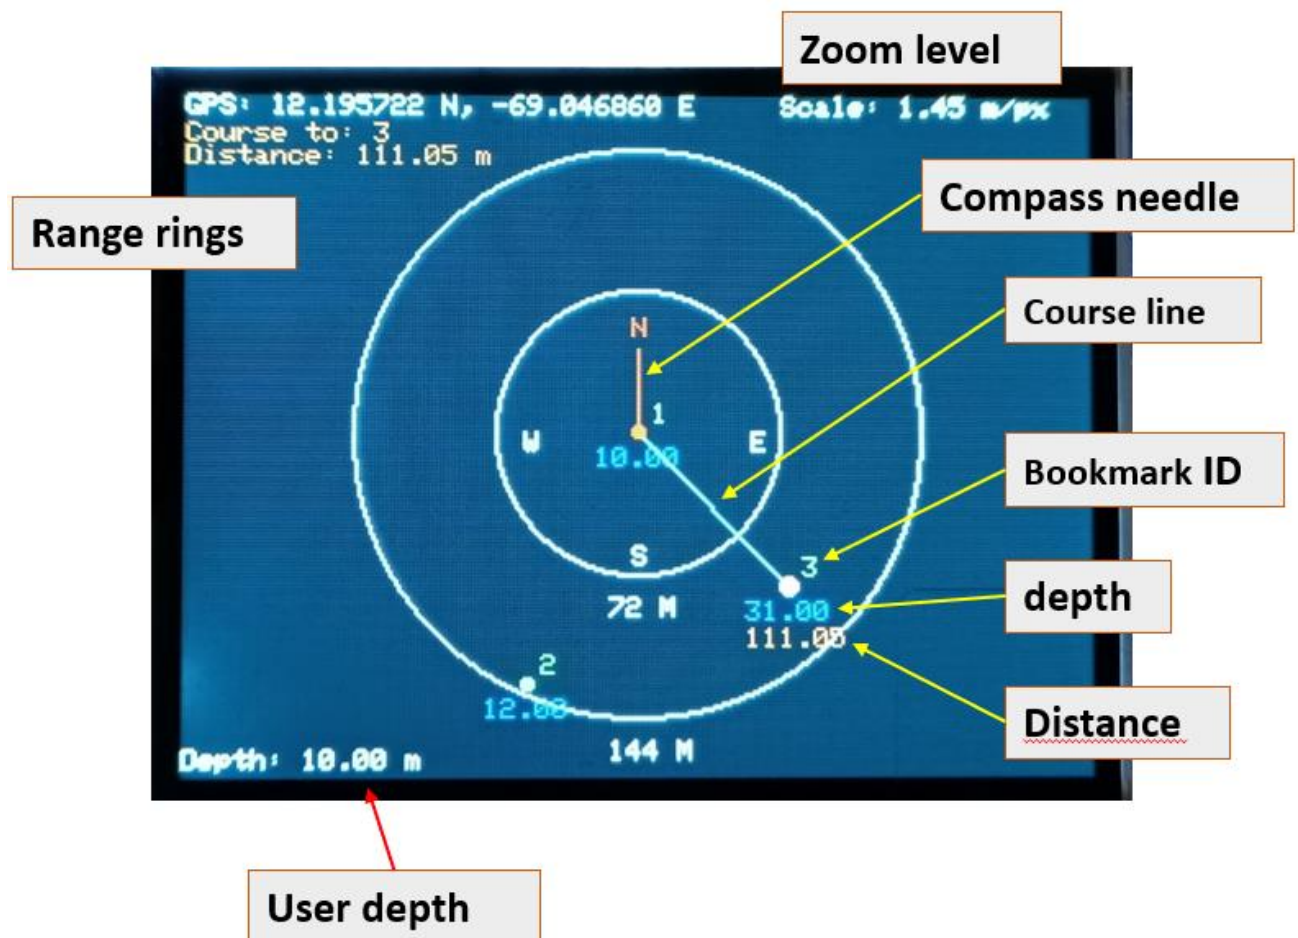 Zoom level
GPS: 12.195722 N, -69.046860 E
Scale: 1.45 m/px
Course to: 3
Distance: 111.05 m
Compass needle
Range rings
Course line
N
1
W
E
10.00
Bookmark ID
S
3
72 M
31.00
depth
111.05
2
12.00
Distance
144 M
Depth: 10.00 m
User depth